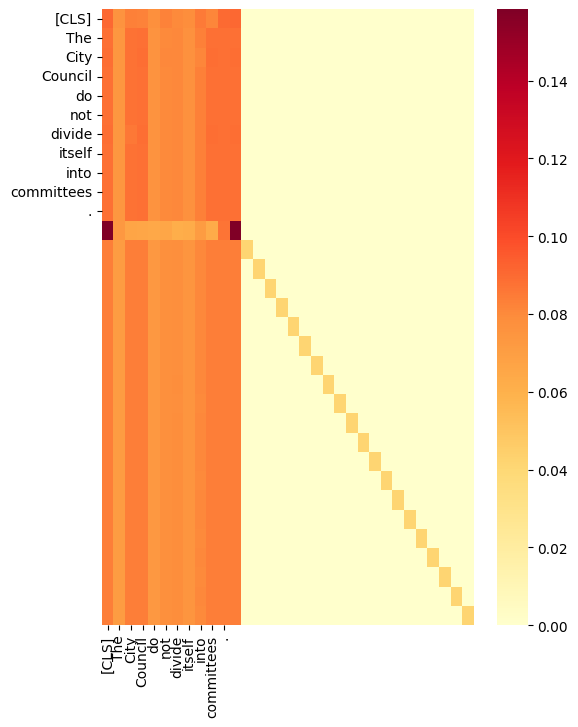 [CLS]
The
City
Council
do
not
divide
itself
into
committees
.
0.14
0.12
0.10
0.08
0.06
0.04
0.02
0.00
[CLS]
The
City
Council
do
not
divide
itself
into
committees
.